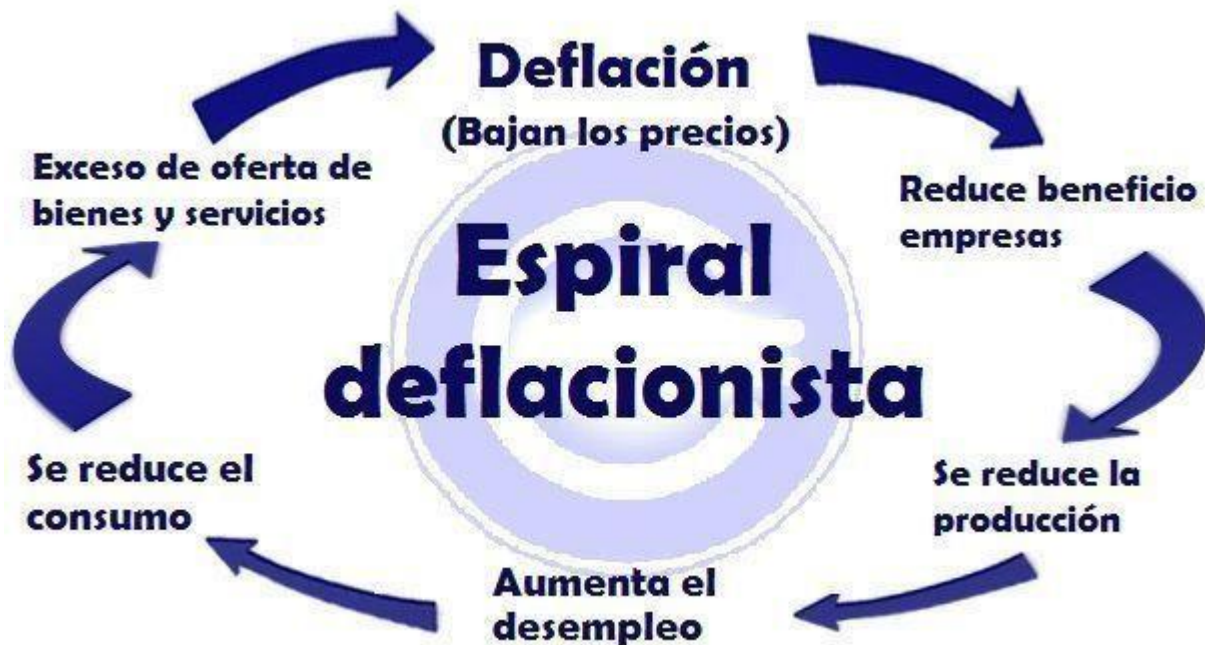 Deflación
(Bajan los precios)
Reduce beneficio
empresas
Se reduce la
producción
Aumenta el
desempleo
Se reduce el
consumo
Exceso de oferta de
bienes y servicios
Espiral
deflacionista